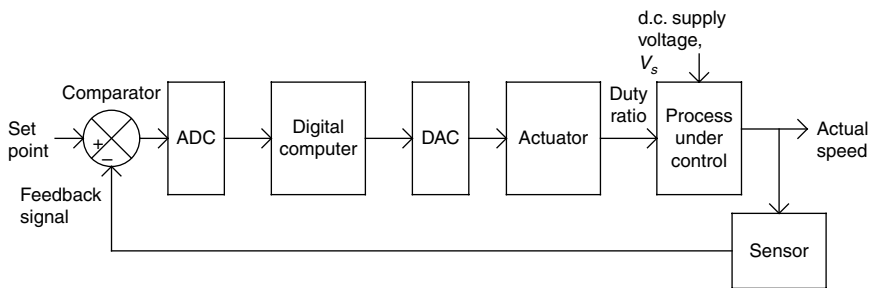 d.c. supply
voltage,
Vs
Comparator
Set
point
+
−
ADC
Digital
computer
DAC
Actuator
Duty
ratio
Process
under
control
Actual
speed
Feedback
signal
Sensor